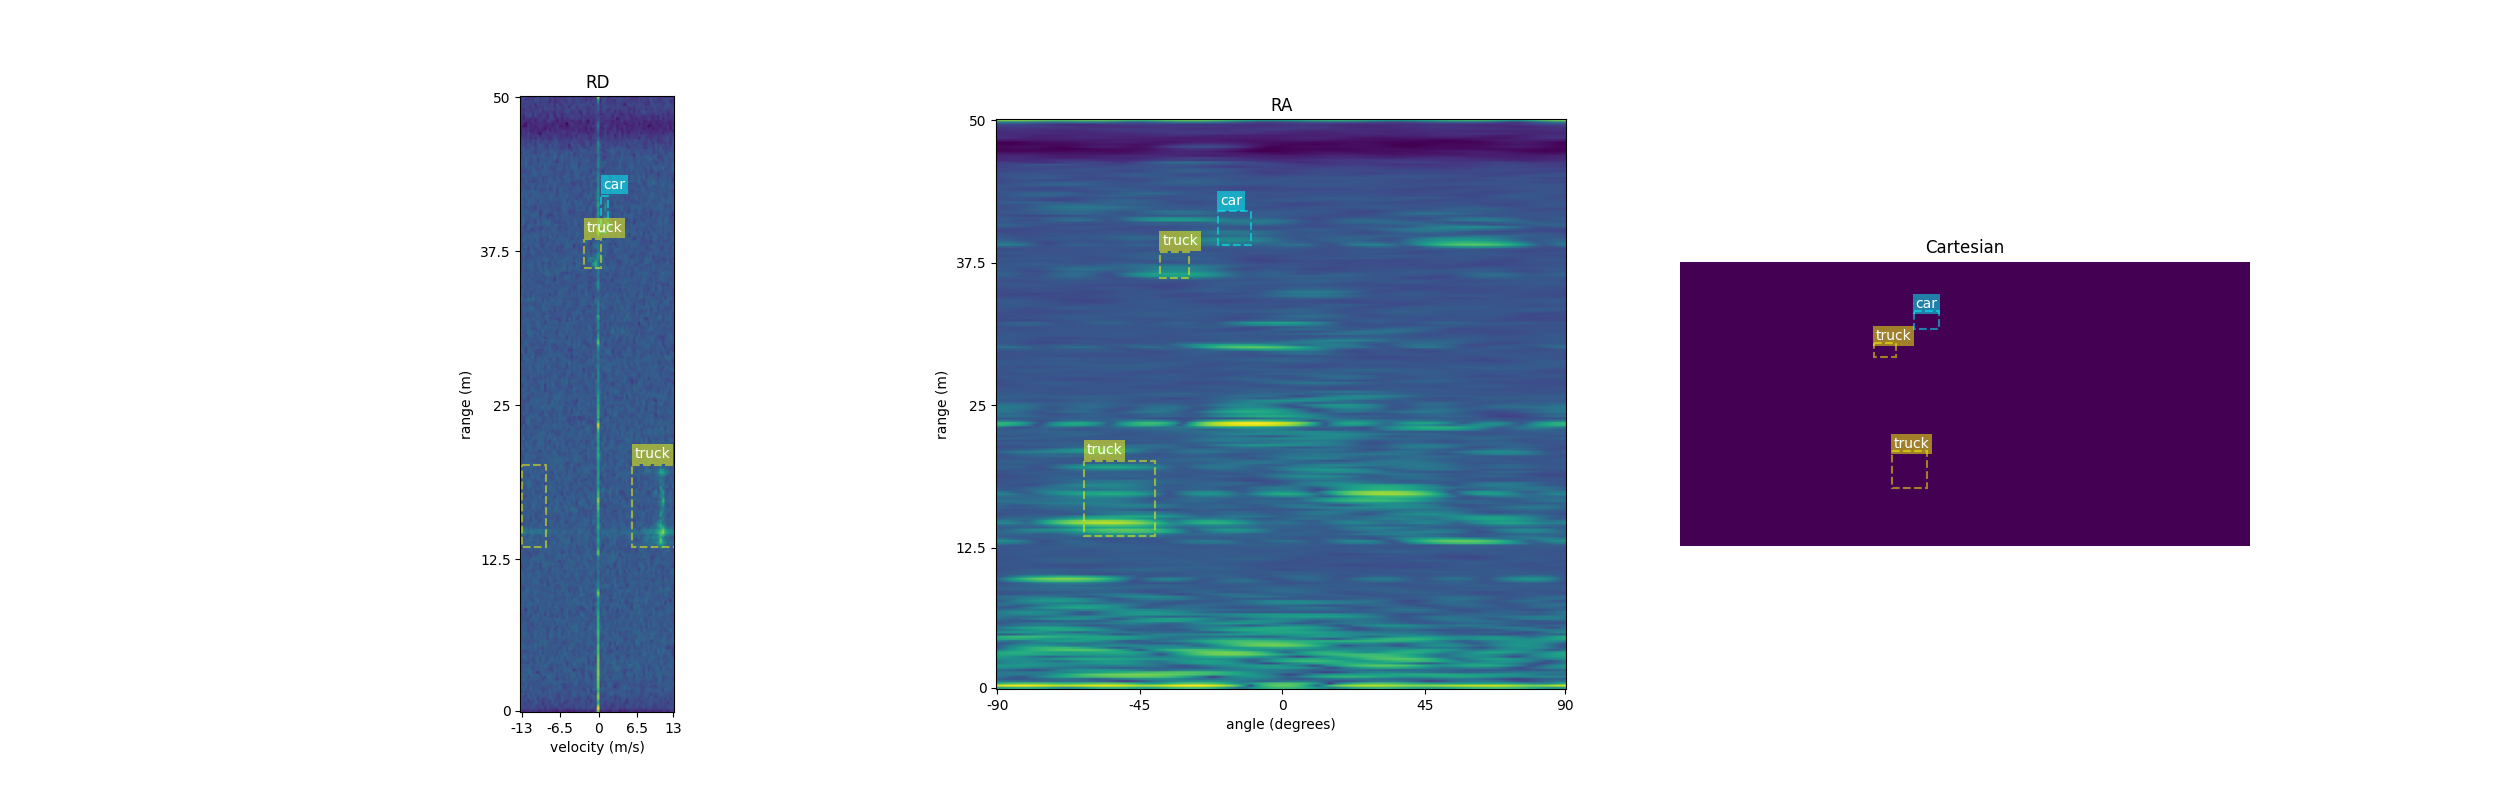 RD
50
37.5
25
12.5
0
range (m)
car
truck
truck
-13 -6.5 0 6.5 13
velocity (m/s)
RA
50
37.5
25
12.5
0
range (m)
car
truck
truck
-90 -45 0 45 90
angle (degrees)
Cartesian
car
truck
truck